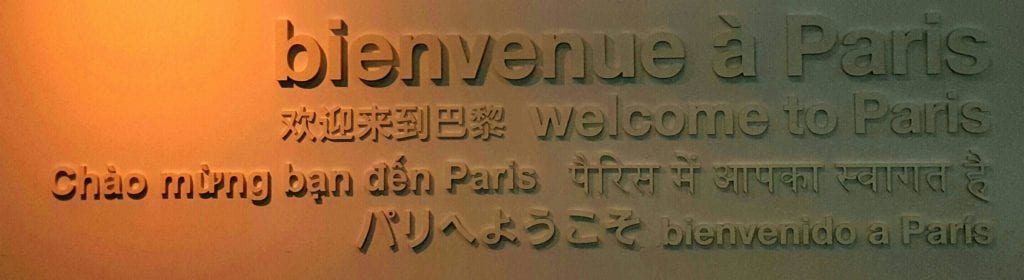 bienvenue à Paris
欢迎来到巴黎 welcome to Paris
Chào mừng bạn đến Paris पैरिस में आपका स्वागत है
パリへようこそ bienvenido a París